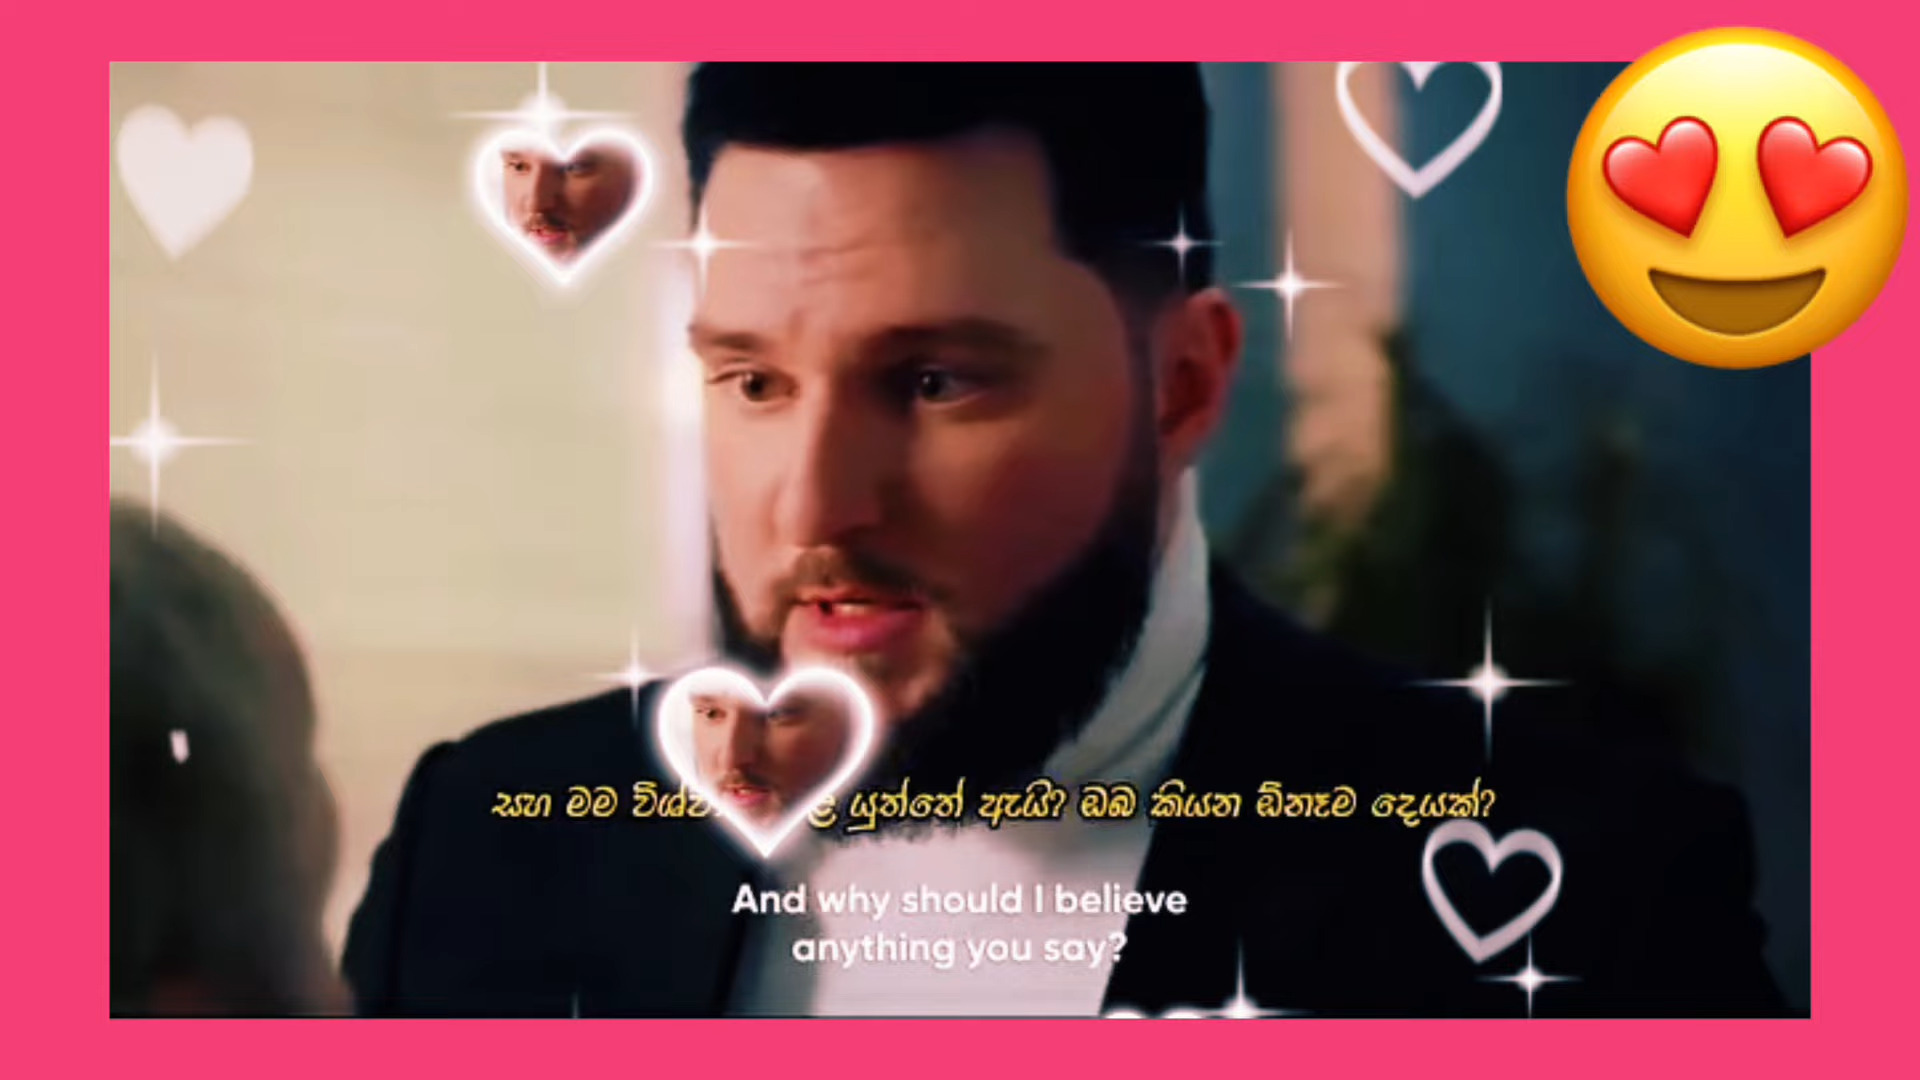 සහ මම යුත්තේ ඇයි? ඔබ කියන ඕනෑම දෙයක්?
And why should I believe
anything you say?